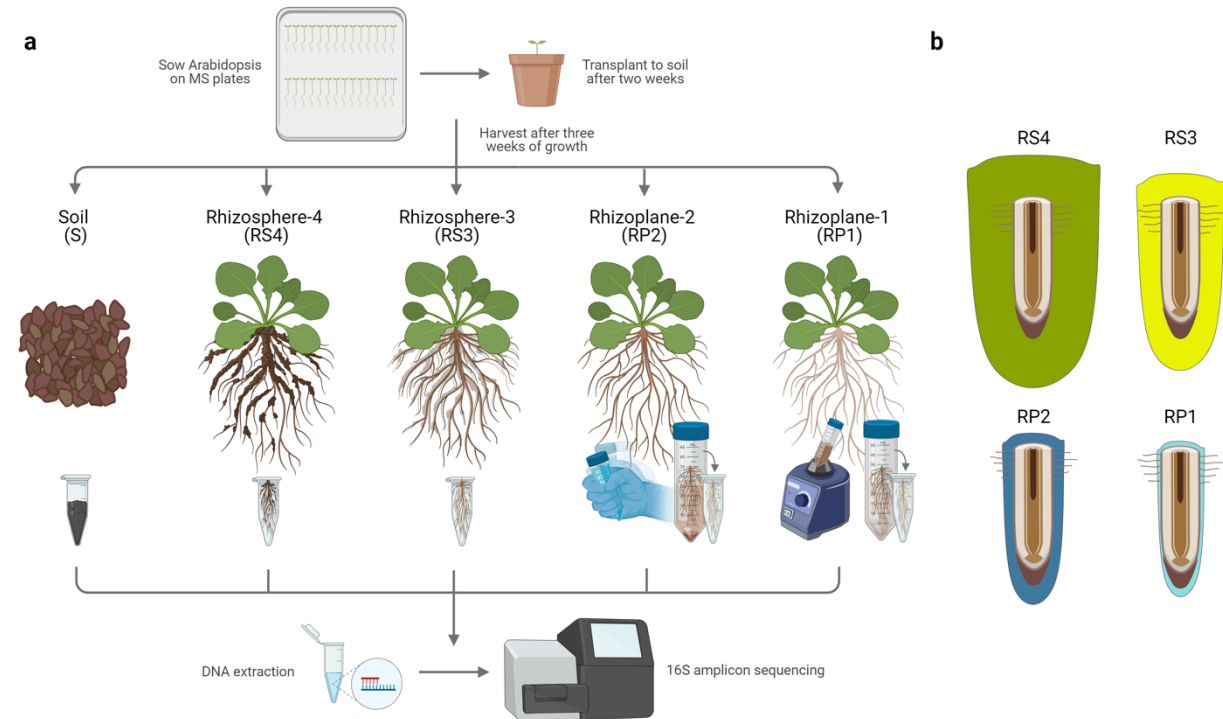 a
b
Sow Arabidopsis
on MS plates
Transplant to soil
after two weeks
Harvest after three
weeks of growth
Soil
(S)
Rhizosphere-4
(RS4)
Rhizosphere-3
(RS3)
Rhizoplane-2
(RP2)
Rhizoplane-1
(RP1)
RS4
RS3
RP2
RP1
DNA extraction
16S amplicon sequencing